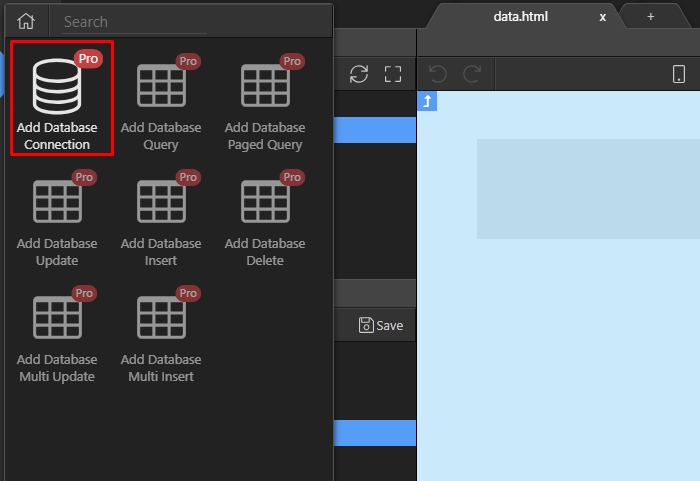 Search
data.html
x
+
Pro
Add Database
Connection
Pro
Add Database
Query
Pro
Add Database
Paged Query
Pro
Add Database
Update
Pro
Add Database
Insert
Pro
Add Database
Delete
Pro
Add Database
Multi Update
Pro
Add Database
Multi Insert
Save